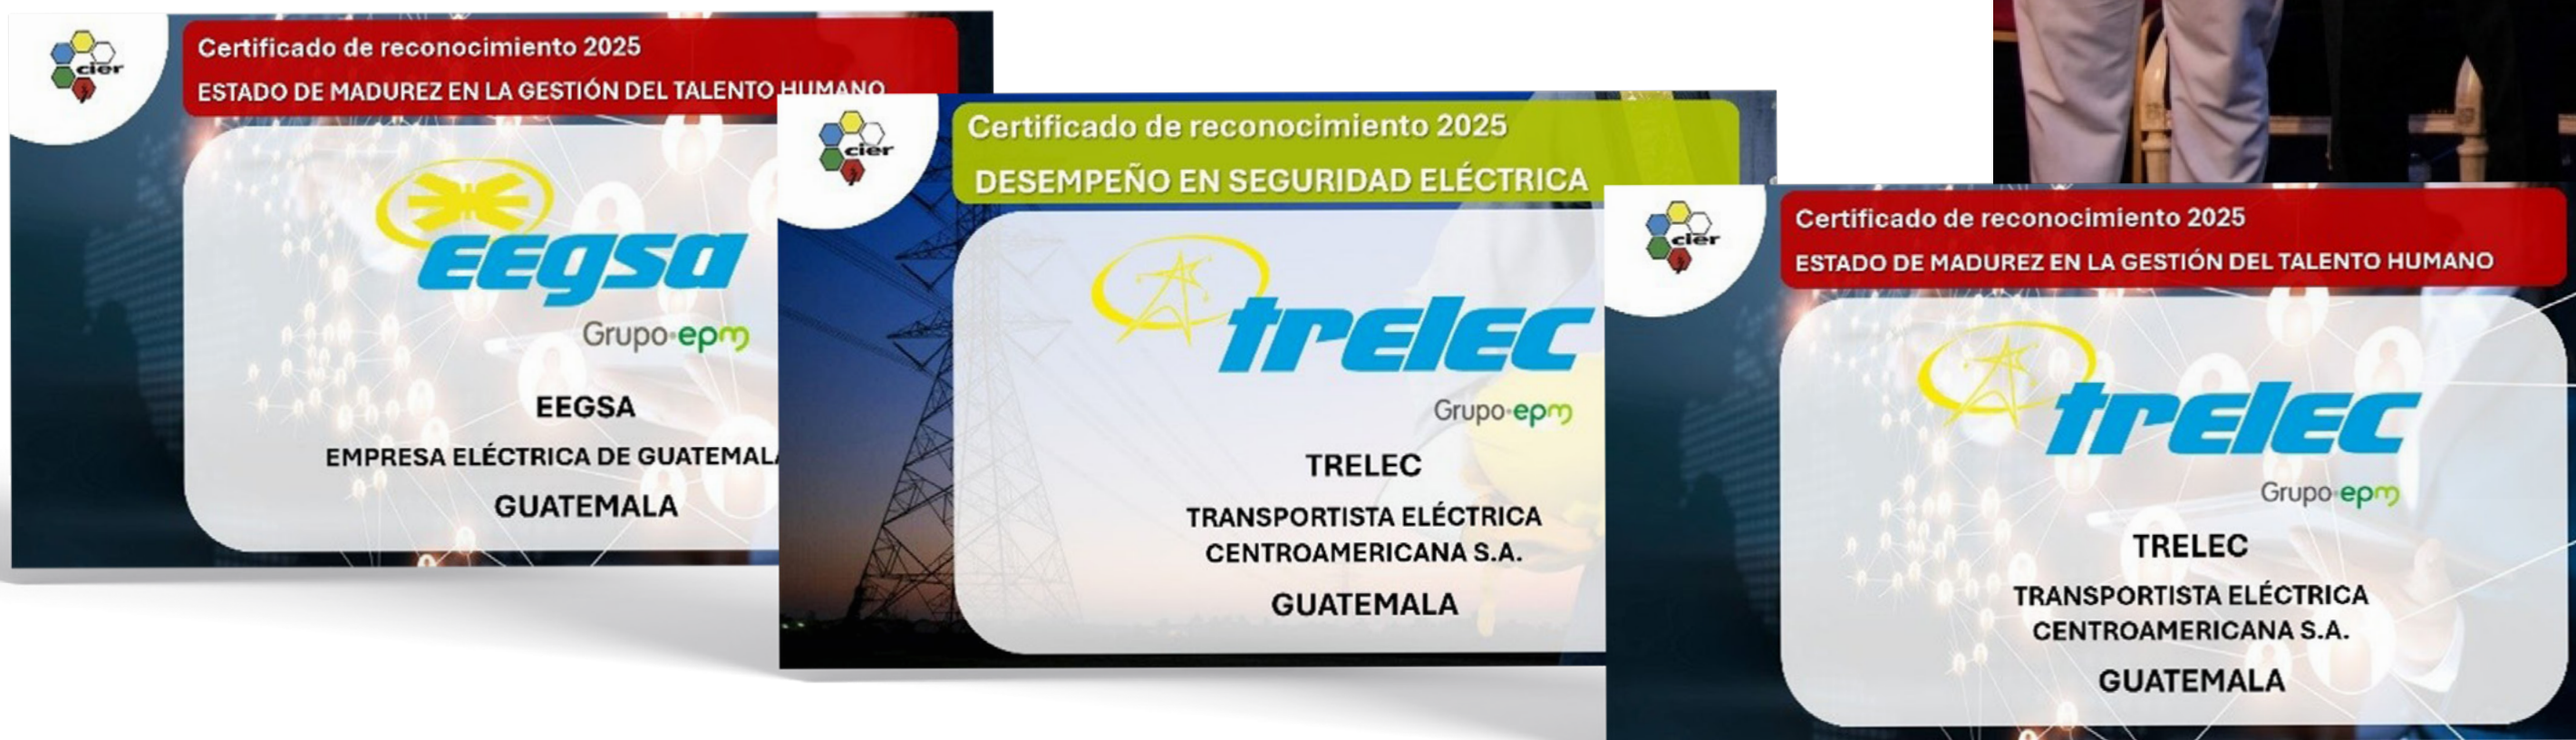 cier
Certificado de reconocimiento 2025
ESTADO DE MADUREZ EN LA GESTIÓN DEL TALENTO HUMANO
eegsa
Grupo·epm
EEGSA
EMPRESA ELÉCTRICA DE GUATEMALA
GUATEMALA
cier
Certificado de reconocimiento 2025
DESEMPEÑO EN SEGURIDAD ELÉCTRICA
trelec
Grupo·epm
TRELEC
TRANSPORTISTA ELÉCTRICA
CENTROAMERICANA S.A.
GUATEMALA
cier
Certificado de reconocimiento 2025
ESTADO DE MADUREZ EN LA GESTIÓN DEL TALENTO HUMANO
trelec
Grupo·epm
TRELEC
TRANSPORTISTA ELÉCTRICA
CENTROAMERICANA S.A.
GUATEMALA